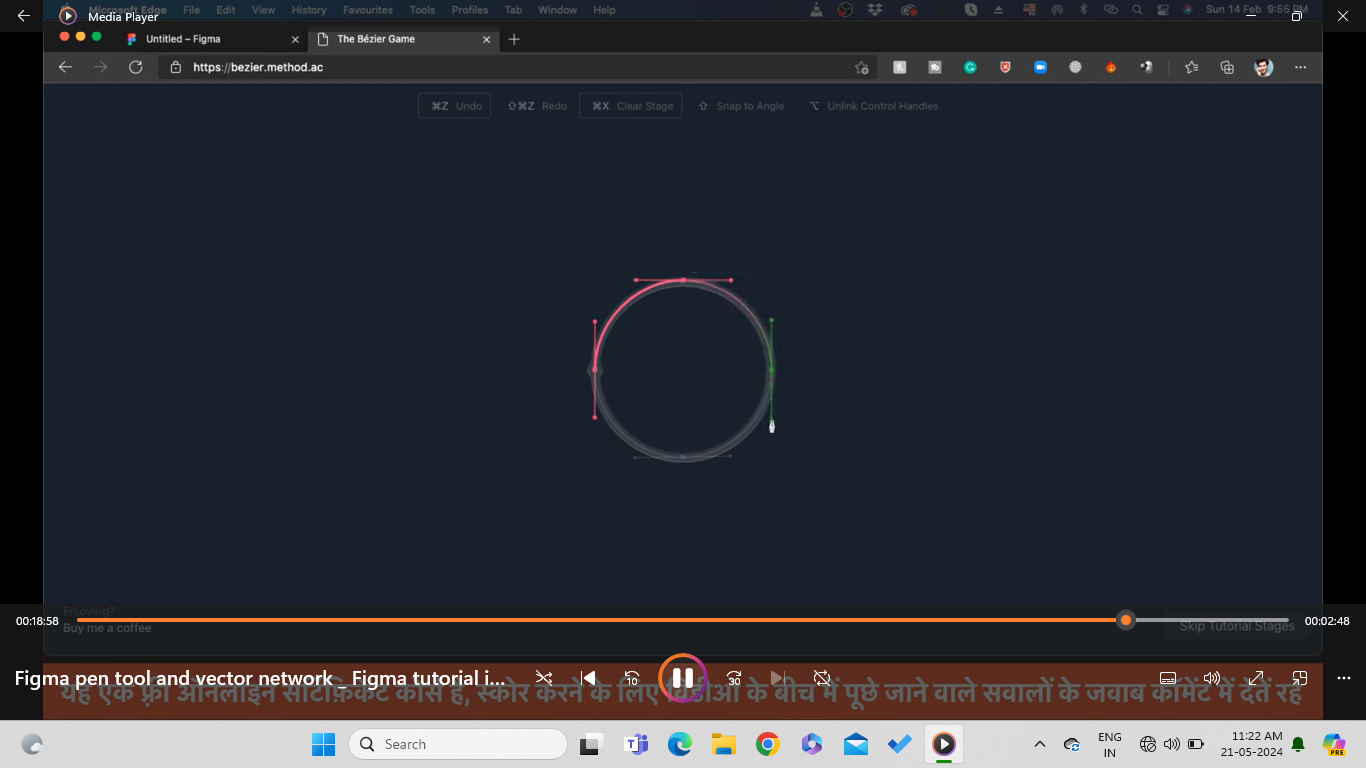 Media Player
Microsoft Edge File Edit View History Favourites Tools Profiles Tab Window Help Sun 14 Feb 9:55 PM
Untitled – Figma The Bézier Game
https://bezier.method.ac
⌘Z Undo ⇧⌘Z Redo ⌘X Clear Stage ⇧ Snap to Angle ⌥ Unlink Control Handles
Enjoying?
Buy me a coffee
Skip Tutorial Stages
00:18:58 00:02:48
Figma pen tool and vector network _ Figma tutorial i...
10 30
यह एक फ़्री ऑनलाइन सर्टिफ़िकेट कोर्स है, स्कोर करने के लिए विडीओ के बीच में पूछे जाने वाले सवालों के जवाब कॉमेंट में देते रहे
Search
ENG
IN
11:22 AM
21-05-2024
PRE